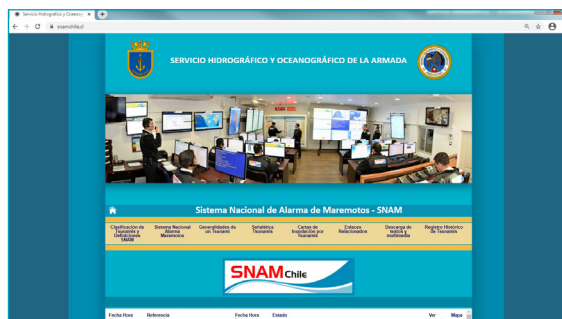 Servicio Hidrográfico y Oceanog
snamchile.cl
SERVICIO HIDROGRÁFICO Y OCEANOGRÁFICO DE LA ARMADA
Sistema Nacional de Alarma de Maremotos - SNAM
Clasificación de Tsunamis y Definiciones SNAM
Sistema Nacional Alarma Maremotos
Generalidades de un Tsunami
Señalética Tsunamis
Cartas de Inundación por Tsunamis
Enlaces Relacionados
Descarga de textos y multimedia
Registro Histórico de Tsunamis
SNAM Chile
Fecha Hora Referencia Fecha Hora Estado Ver Mapa